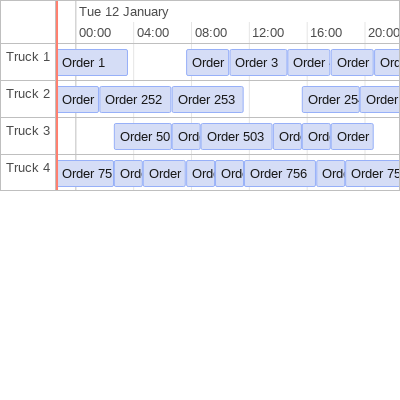 Tue 12 January
00:00 04:00 08:00 12:00 16:00 20:00
Truck 1 Order 1 Order Order 3 Order Order Ord
Truck 2 Order Order 252 Order 253 Order 25 Order
Truck 3 Order 50 Ord Order 503 Ord Ord Order
Truck 4 Order 75 Ord Order Ord Ord Order 756 Ord Order 75